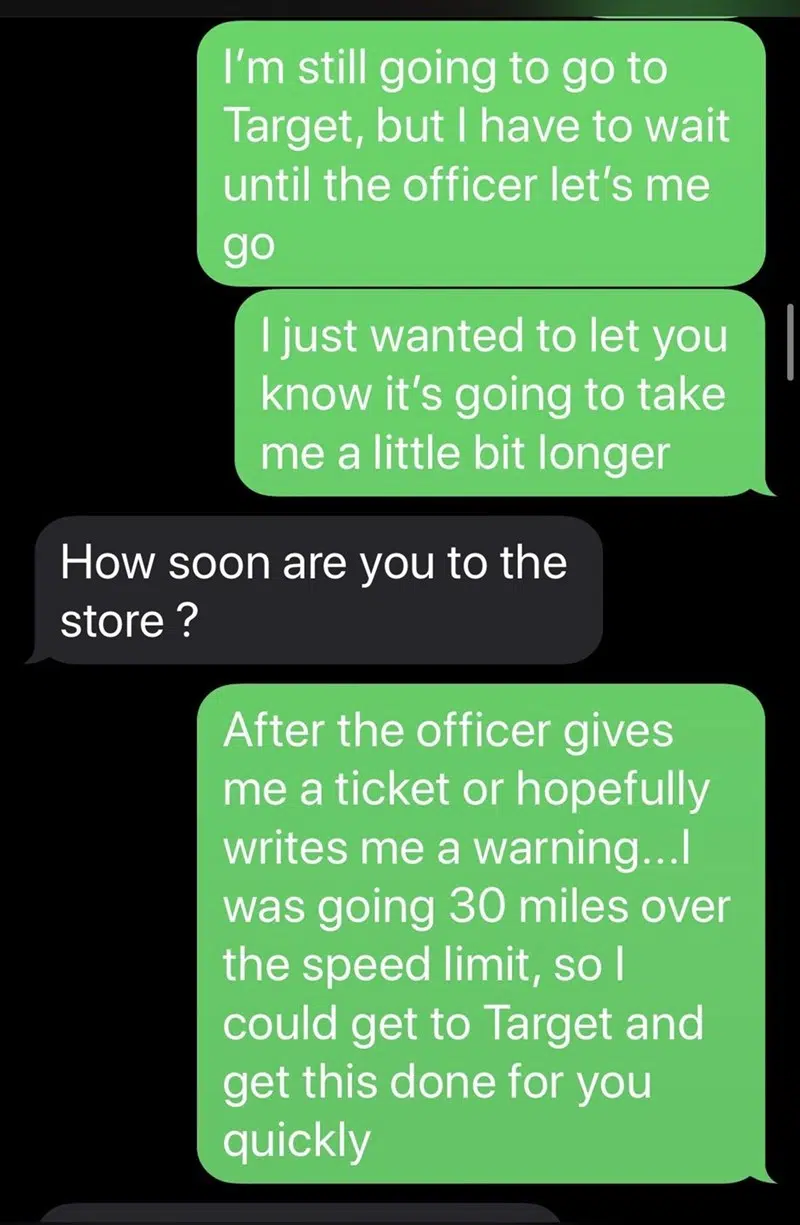 I’m still going to go to
Target, but I have to wait
until the officer let’s me
go
I just wanted to let you
know it’s going to take
me a little bit longer
How soon are you to the
store ?
After the officer gives
me a ticket or hopefully
writes me a warning...I
was going 30 miles over
the speed limit, so I
could get to Target and
get this done for you
quickly